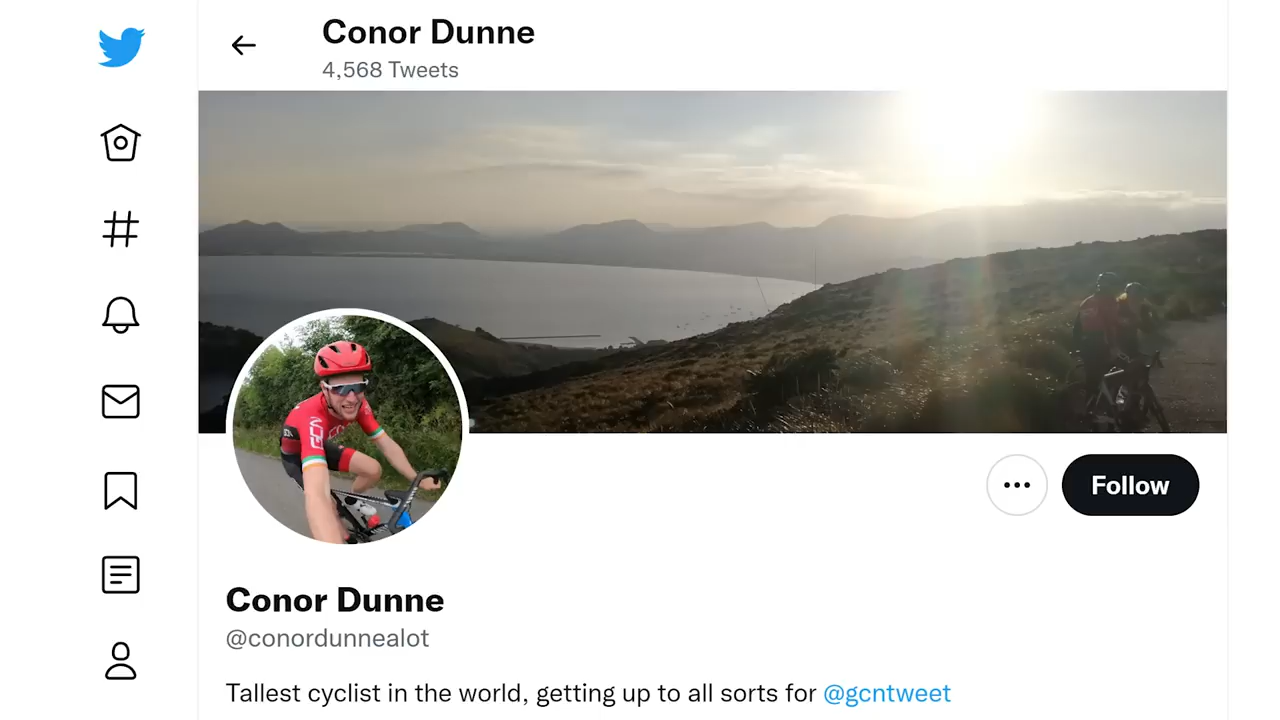 Conor Dunne
4,568 Tweets
Follow
Conor Dunne
@conordunnealot
Tallest cyclist in the world, getting up to all sorts for @gcntweet